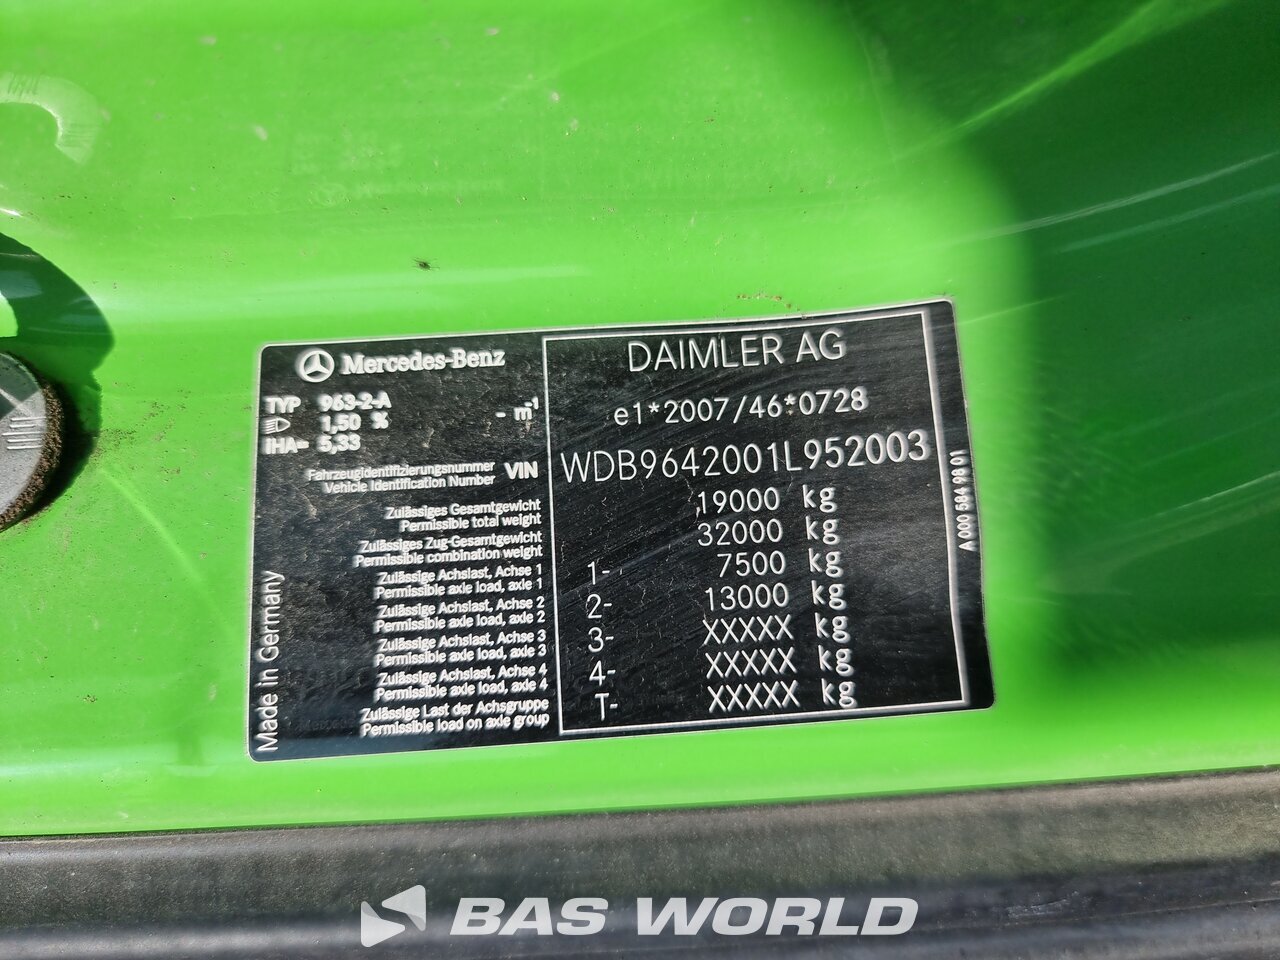 Mercedes-Benz
TYP 963-2-A
1,50 % - m-1
IHA= 5,33
Fahrzeugidentifizierungsnummer
Vehicle Identification Number VIN
Zulässiges Gesamtgewicht
Permissible total weight
Zulässiges Zug-Gesamtgewicht
Permissible combination weight
Zulässige Achslast, Achse 1
Permissible axle load, axle 1
Zulässige Achslast, Achse 2
Permissible axle load, axle 2
Zulässige Achslast, Achse 3
Permissible axle load, axle 3
Zulässige Achslast, Achse 4
Permissible axle load, axle 4
Zulässige Last der Achsgruppe
Permissible load on axle group
Made in Germany
DAIMLER AG
e1*2007/46*0728
WDB9642001L952003
19000 kg
32000 kg
1- 7500 kg
2- 13000 kg
3- XXXXX kg
4- XXXXX kg
T- XXXXX kg
A 000 584 98 01
BAS WORLD